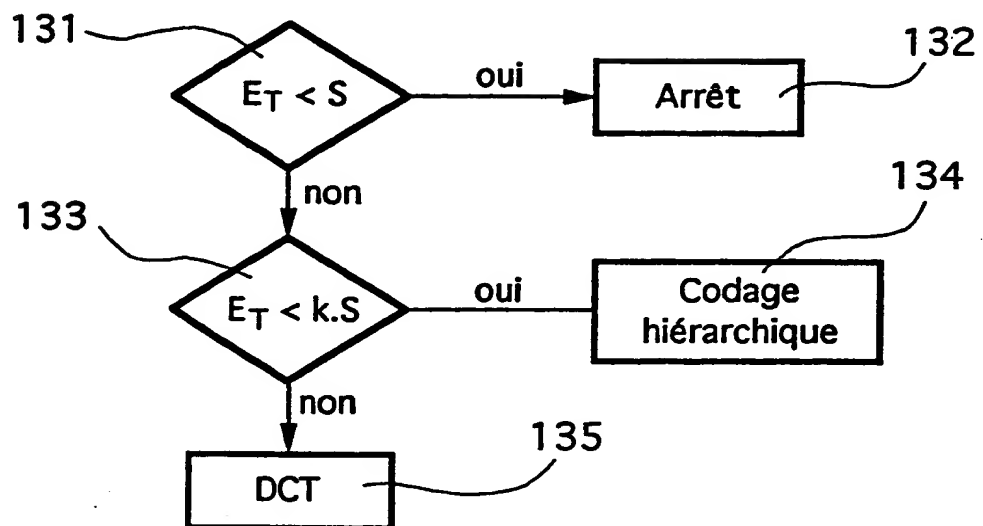 131
132
E_T < S
oui
Arrêt
non
133
134
E_T < k.S
oui
Codage
hiérarchique
non
135
DCT